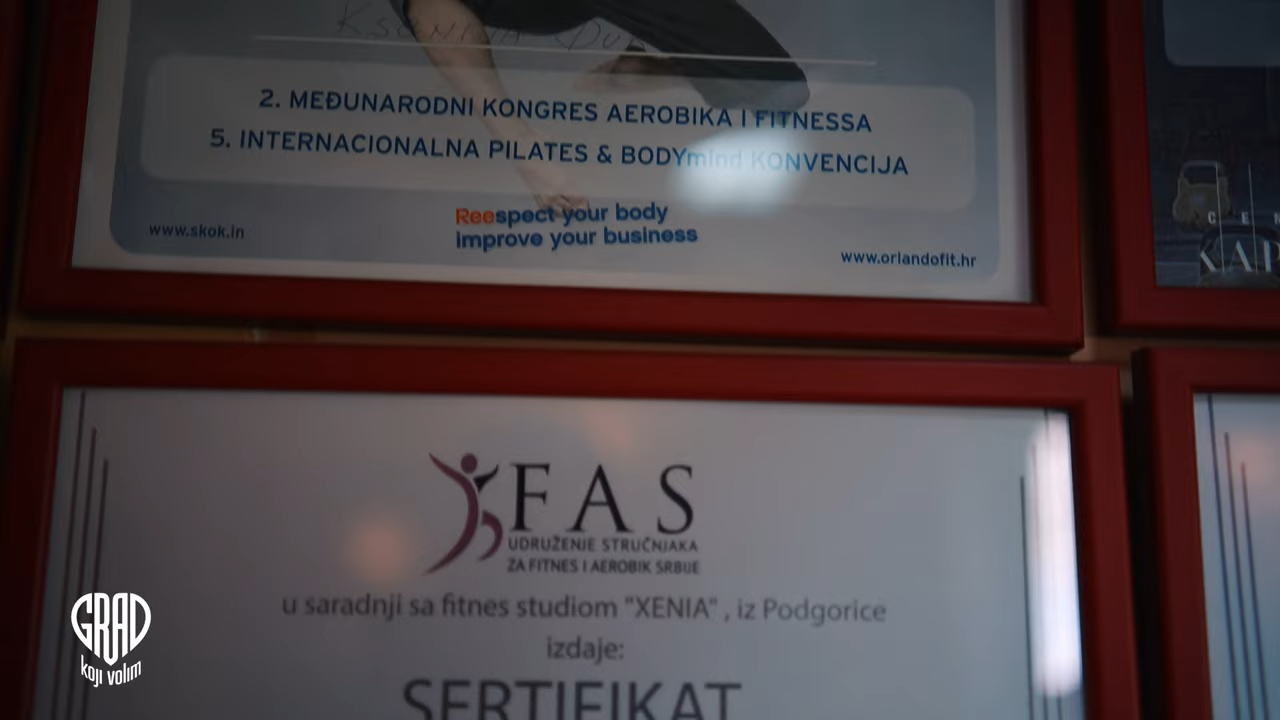 2. MEĐUNARODNI KONGRES AEROBIKA I FITNESSA
5. INTERNACIONALNA PILATES & BODYmind KONVENCIJA
Reespect your body
improve your business
www.skok.in
www.orlandofit.hr
FAS
UDRUŽENJE STRUČNJAKA
ZA FITNES I AEROBIK SRBIJE
u saradnji sa fitnes studiom "XENIA" , iz Podgorice
izdaje:
SERTIFIKAT
GRAD
koji volim